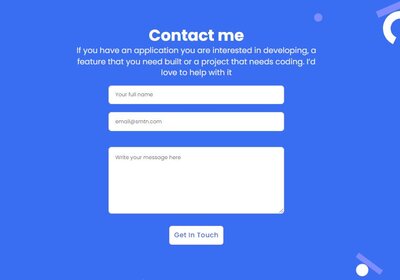 Contact me
If you have an application you are interested in developing, a
feature that you need built or a project that needs coding. I'd
love to help with it
Your full name
email@smtn.com
Write your message here
Get In Touch